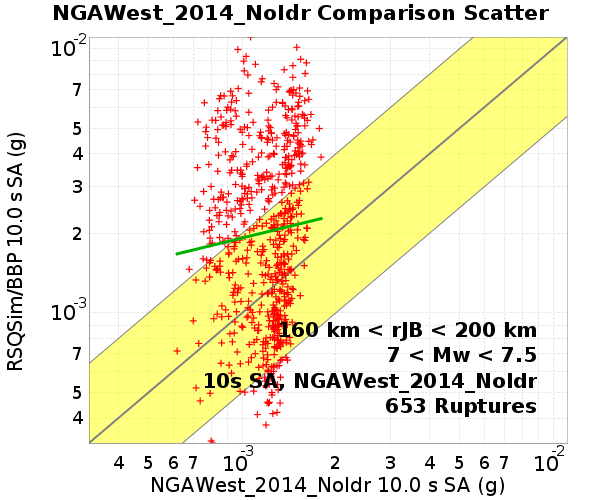 NGAWest_2014_NoIdr Comparison Scatter
RSQSim/BBP 10.0 s SA (g)
10-2
7
5
4
3
2
10-3
7
5
4
160 km < rJB < 200 km
7 < Mw < 7.5
10s SA, NGAWest_2014_NoIdr
653 Ruptures
4 5 6 7 10-3 2 3 4 5 6 7 10-2
NGAWest_2014_NoIdr 10.0 s SA (g)